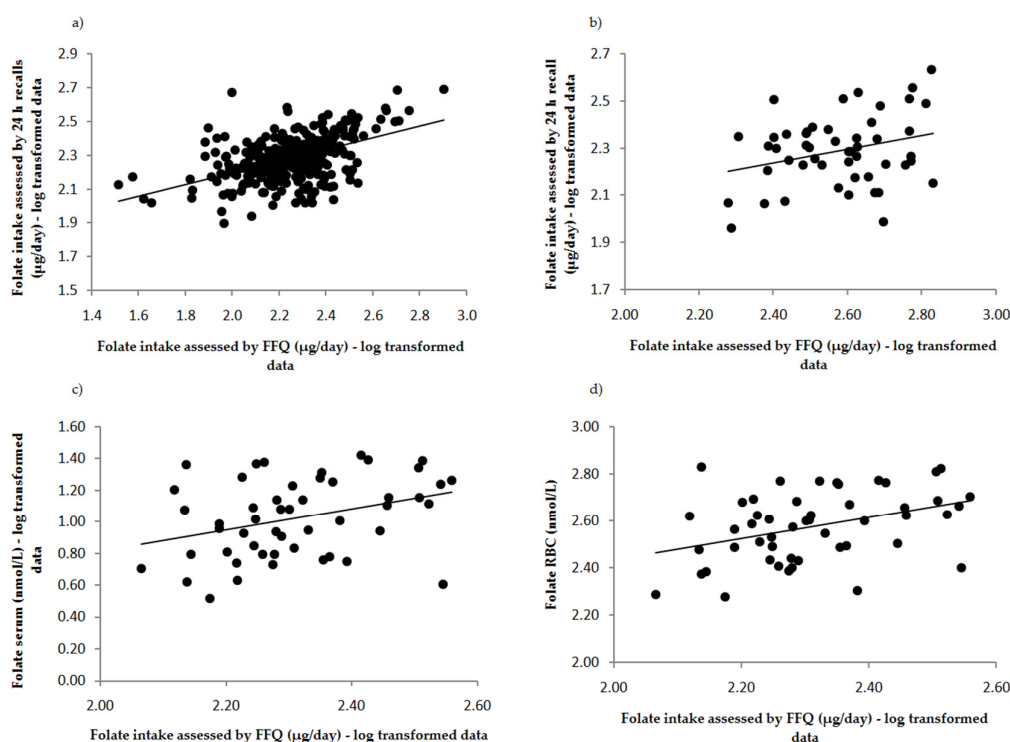 a)
Folate intake assessed by 24 h recalls
(µg/day) - log transformed data
2.9
2.7
2.5
2.3
2.1
1.9
1.7
1.5
1.4 1.6 1.8 2.0 2.2 2.4 2.6 2.8 3.0
Folate intake assessed by FFQ (µg/day) - log transformed
data
b)
Folate intake assessed by 24 h recall
(µg/day) - log transformed data
2.7
2.5
2.3
2.1
1.9
1.7
2.00 2.20 2.40 2.60 2.80 3.00
Folate intake assessed by FFQ (µg/day) - log transformed
data
c)
Folate serum (nmol/L) - log transformed
data
1.60
1.40
1.20
1.00
0.80
0.60
0.40
0.20
0.00
2.00 2.20 2.40 2.60
Folate intake assessed by FFQ (µg/day) - log transformed data
d)
Folate RBC (nmol/L)
3.00
2.80
2.60
2.40
2.20
2.00
2.00 2.20 2.40 2.60
Folate intake assessed by FFQ (µg/day) - log transformed
data